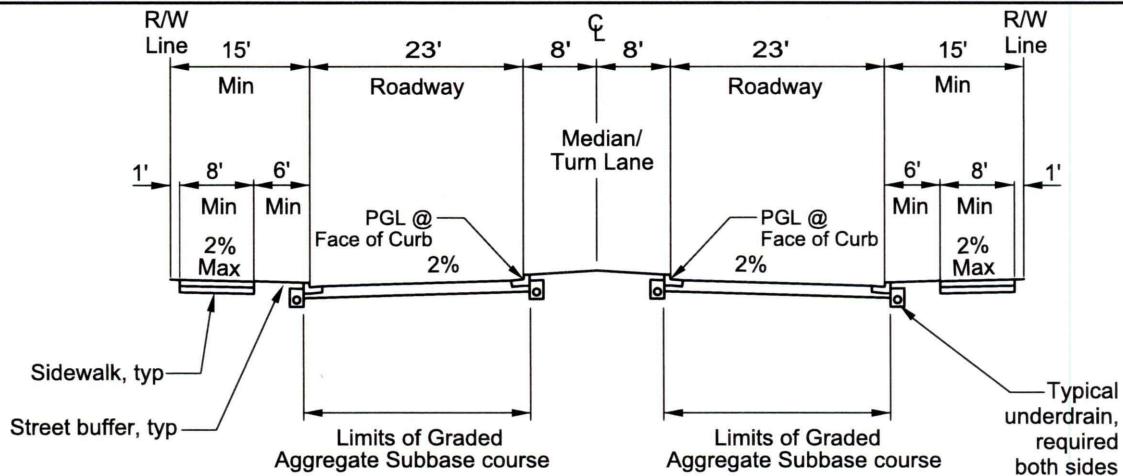 R/W
Line
15'
23'
℄
8'
8'
23'
15'
R/W
Line
Min
Roadway
Roadway
Min
Median/
Turn Lane
1'
8'
6'
6'
8'
1'
Min
Min
Min
Min
PGL @
Face of Curb
PGL @
Face of Curb
2%
Max
2%
2%
2%
Max
Sidewalk, typ
Street buffer, typ
Limits of Graded
Aggregate Subbase course
Limits of Graded
Aggregate Subbase course
Typical
underdrain,
required
both sides